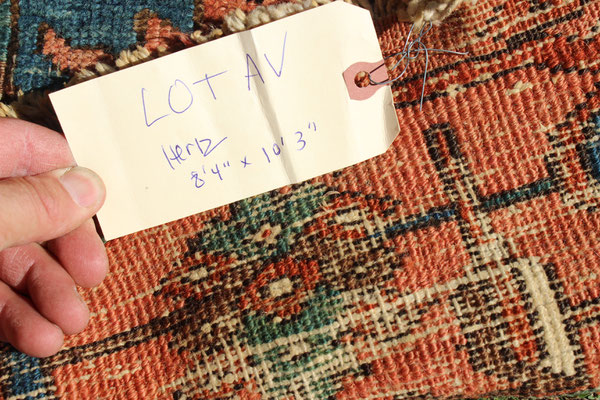 LOT AV
Heriz
8'4" x 10'3"